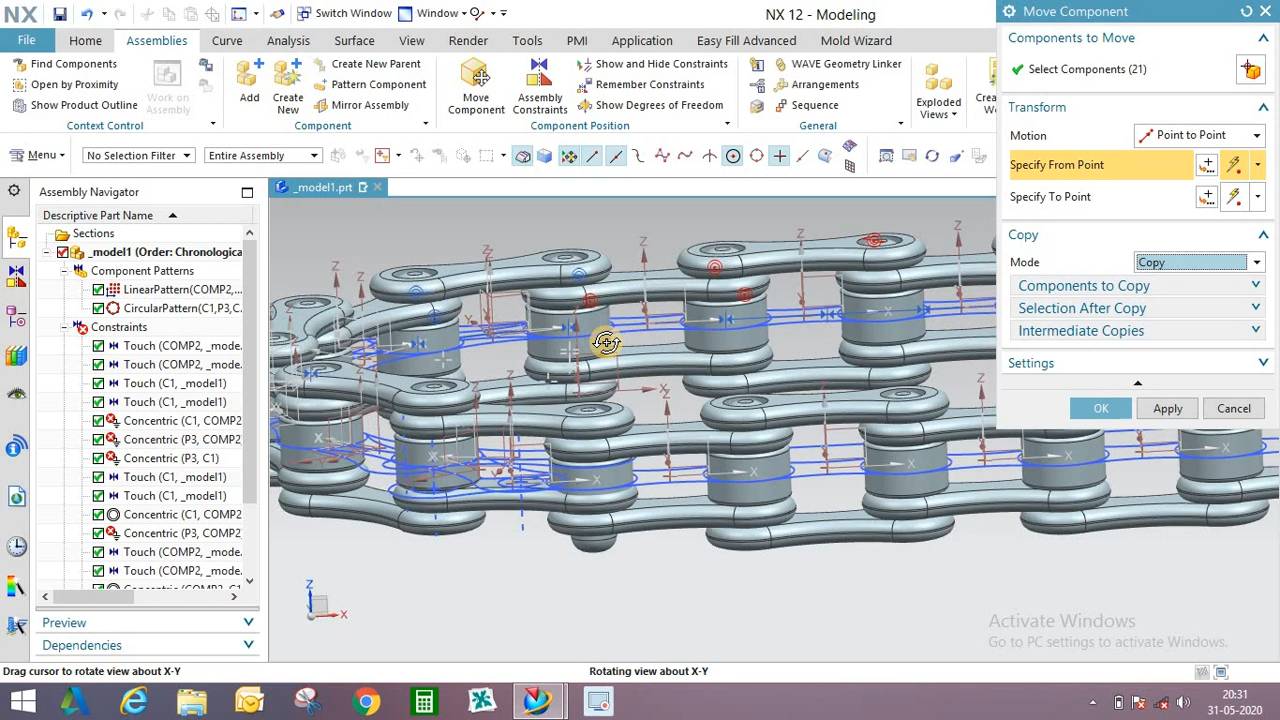 NX
Switch Window
Window
NX 12 - Modeling
Move Component
File
Home
Assemblies
Curve
Analysis
Surface
View
Render
Tools
PMI
Application
Easy Fill Advanced
Mold Wizard
Components to Move
Find Components
Open by Proximity
Show Product Outline
Work on Assembly
Context Control
Add
Create New
Create New Parent
Pattern Component
Mirror Assembly
Component
Move Component
Assembly Constraints
Show and Hide Constraints
Remember Constraints
Show Degrees of Freedom
Component Position
WAVE Geometry Linker
Arrangements
Sequence
General
Exploded Views
Select Components (21)
Transform
Motion
Point to Point
Specify From Point
Specify To Point
Copy
Mode
Copy
Components to Copy
Selection After Copy
Intermediate Copies
Settings
OK
Apply
Cancel
Menu
No Selection Filter
Entire Assembly
Assembly Navigator
_model1.prt
Descriptive Part Name
Sections
_model1 (Order: Chronologica
Component Patterns
LinearPattern(COMP2,...
CircularPattern(C1,P3,C.
Constraints
Touch (COMP2, _mode.
Touch (COMP2, _mode.
Touch (C1, _model1)
Touch (C1, _model1)
Concentric (C1, COMP2)
Concentric (P3, COMP2)
Concentric (P3, C1)
Touch (C1, _model1)
Touch (C1, _model1)
Concentric (C1, COMP2
Concentric (P3, COMP2)
Touch (COMP2, _mode.
Touch (COMP2, _mode.
Preview
Dependencies
Z
X
Activate Windows
Go to PC settings to activate Windows.
Drag cursor to rotate view about X-Y
Rotating view about X-Y
20:31
31-05-2020